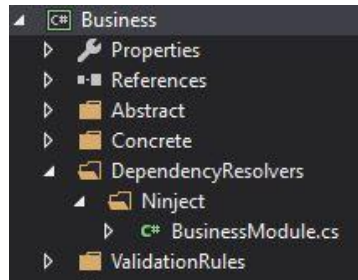 C# Business
Properties
References
Abstract
Concrete
DependencyResolvers
Ninject
C# BusinessModule.cs
ValidationRules